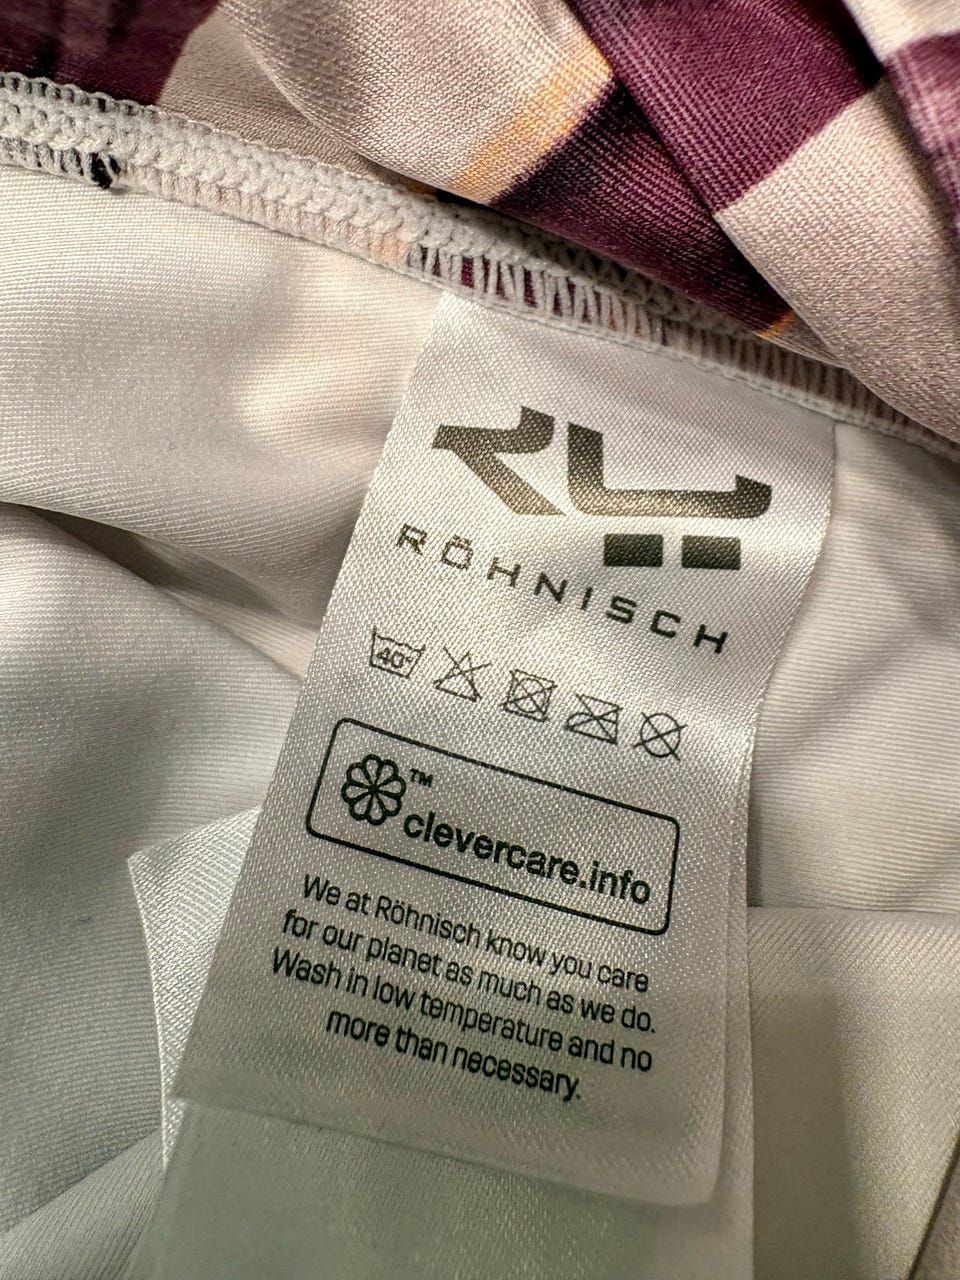 RÖHNISCH
40°
™
clevercare.info
We at Röhnisch know you care
for our planet as much as we do.
Wash in low temperature and no
more than necessary.